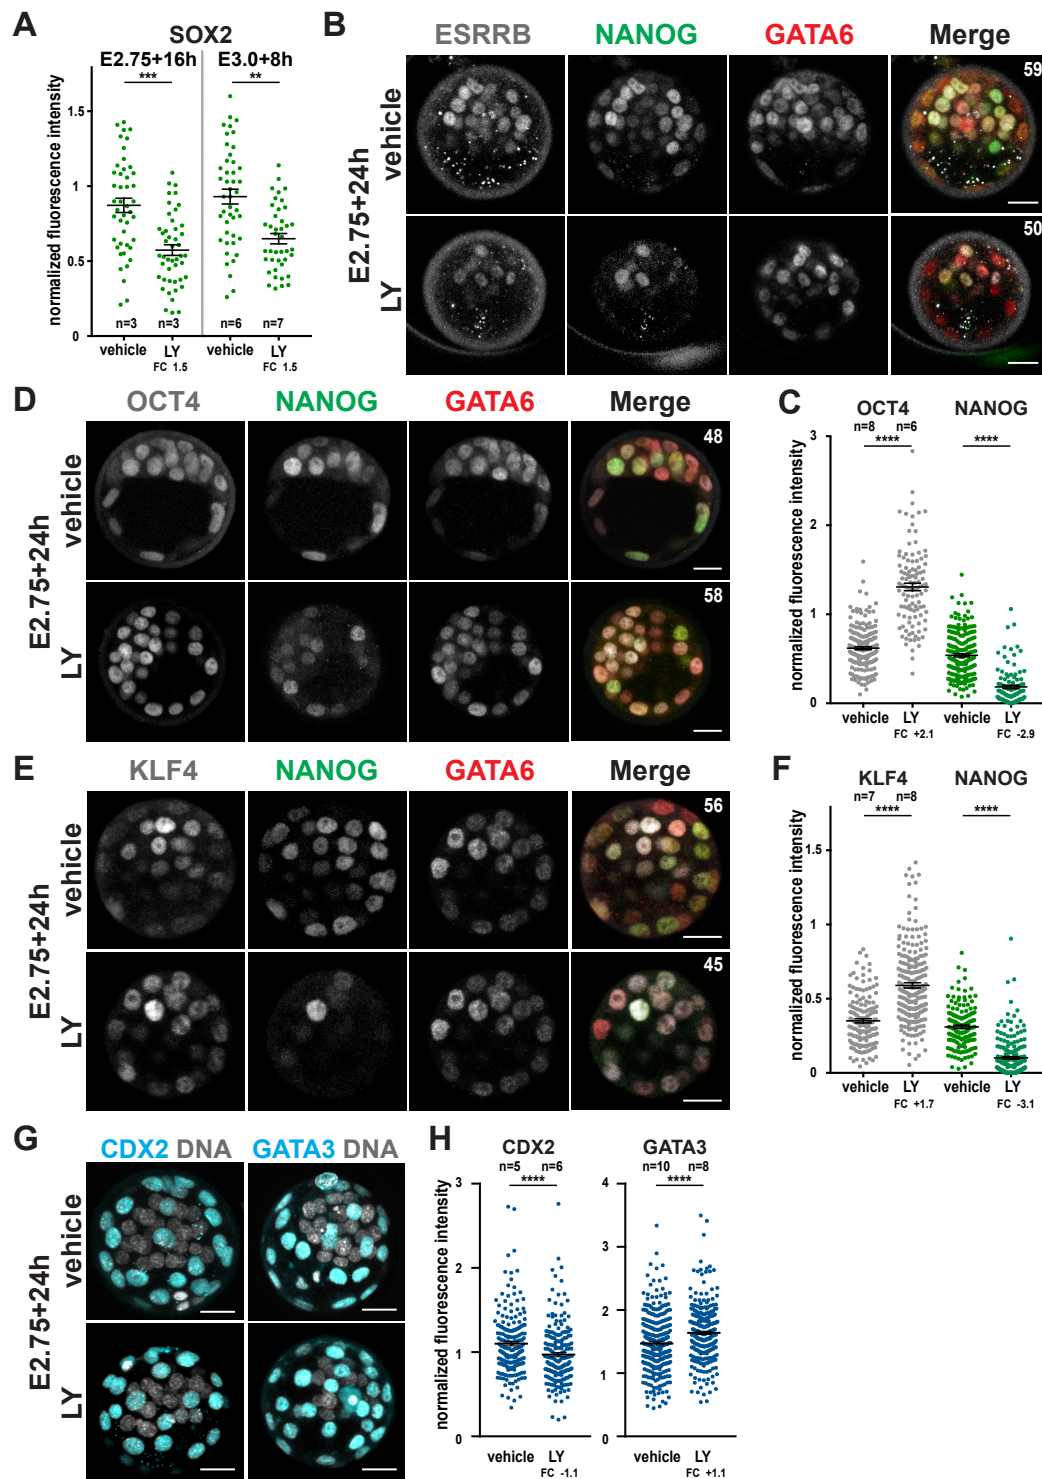 A
SOX2
E2.75+16h E3.0+8h
*** **
normalized fluorescence intensity
1.5
1
0.5
0
n=3 n=3 n=6 n=7
vehicle LY vehicle LY
FC 1.5 FC 1.5
B
ESRRB NANOG GATA6 Merge
E2.75+24h
vehicle
59
LY
50
D
OCT4 NANOG GATA6 Merge
E2.75+24h
vehicle
48
LY
58
C
OCT4 NANOG
n=8 n=6
**** ****
normalized fluorescence intensity
3
2
1
0
vehicle LY vehicle LY
FC +2.1 FC -2.9
E
KLF4 NANOG GATA6 Merge
E2.75+24h
vehicle
56
LY
45
F
KLF4 NANOG
n=7 n=8
**** ****
normalized fluorescence intensity
1.5
1
0.5
0
vehicle LY vehicle LY
FC +1.7 FC -3.1
G
CDX2 DNA GATA3 DNA
E2.75+24h
vehicle
LY
H
CDX2 GATA3
n=5 n=6 n=10 n=8
**** ****
normalized fluorescence intensity
3
2
1
0
4
3
2
1
0
vehicle LY vehicle LY
FC -1.1 FC +1.1